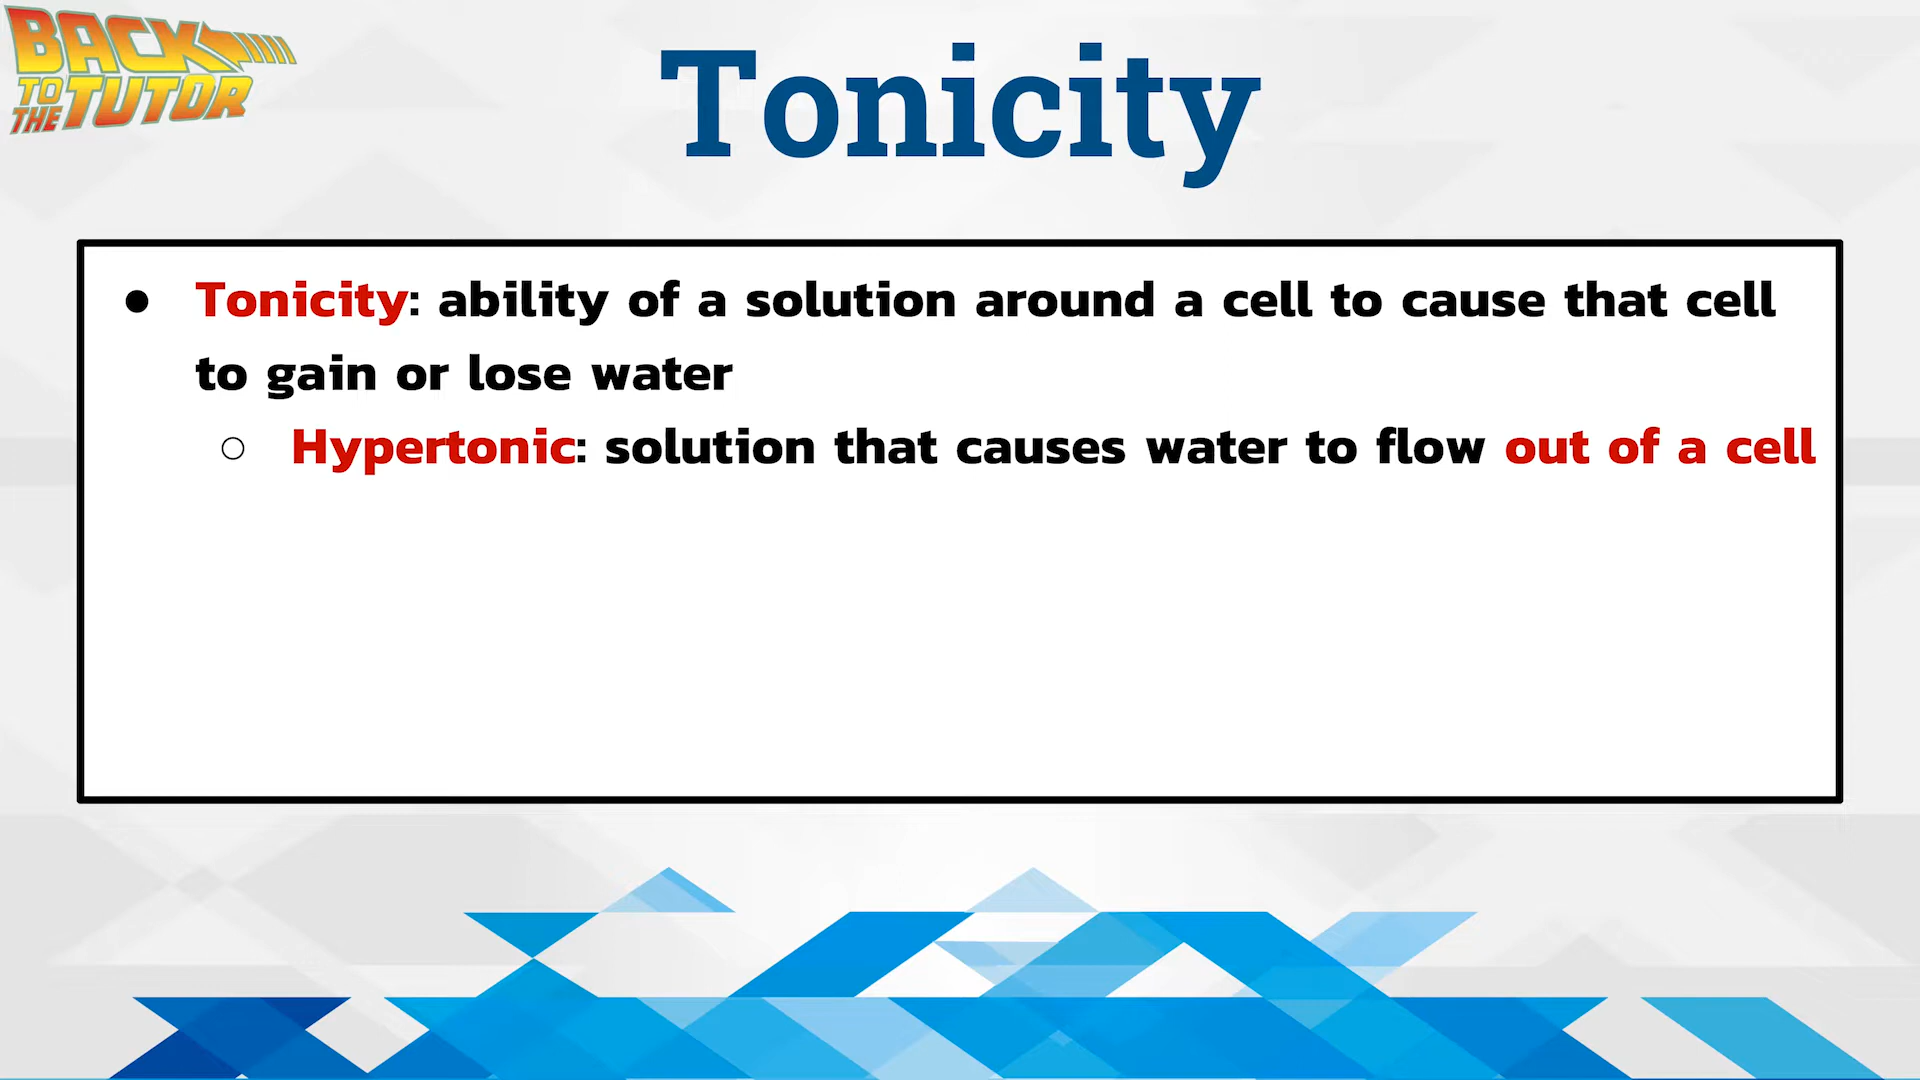 BACK
TO
THE TUTOR
Tonicity
● Tonicity: ability of a solution around a cell to cause that cell
to gain or lose water
○ Hypertonic: solution that causes water to flow out of a cell